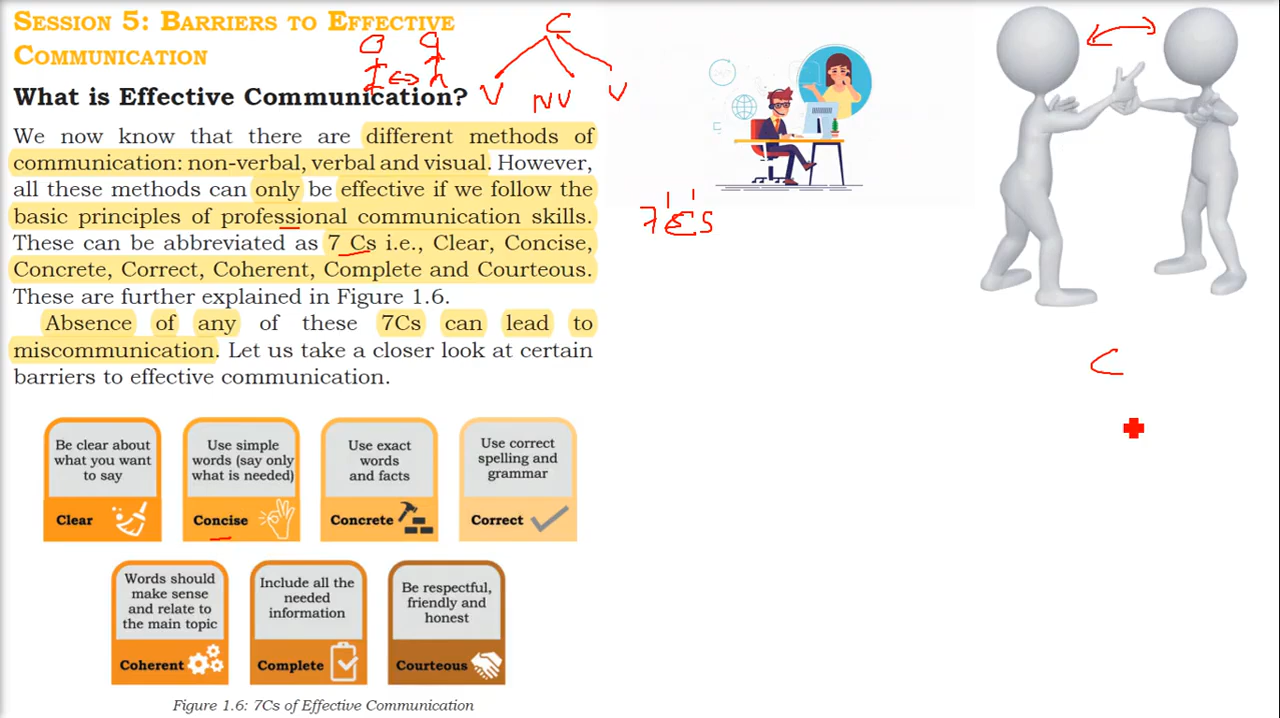 SESSION 5: BARRIERS TO EFFECTIVE
COMMUNICATION
C
V NV V
What is Effective Communication?
We now know that there are different methods of
communication: non-verbal, verbal and visual. However,
all these methods can only be effective if we follow the
basic principles of professional communication skills.
These can be abbreviated as 7 Cs i.e., Clear, Concise,
Concrete, Correct, Coherent, Complete and Courteous.
These are further explained in Figure 1.6.
Absence of any of these 7Cs can lead to
miscommunication. Let us take a closer look at certain
barriers to effective communication.
7'C'S
C
Be clear about
what you want
to say
Clear
Use simple
words (say only
what is needed)
Concise
Use exact
words
and facts
Concrete
Use correct
spelling and
grammar
Correct
Words should
make sense
and relate to
the main topic
Coherent
Include all the
needed
information
Complete
Be respectful,
friendly and
honest
Courteous
Figure 1.6: 7Cs of Effective Communication